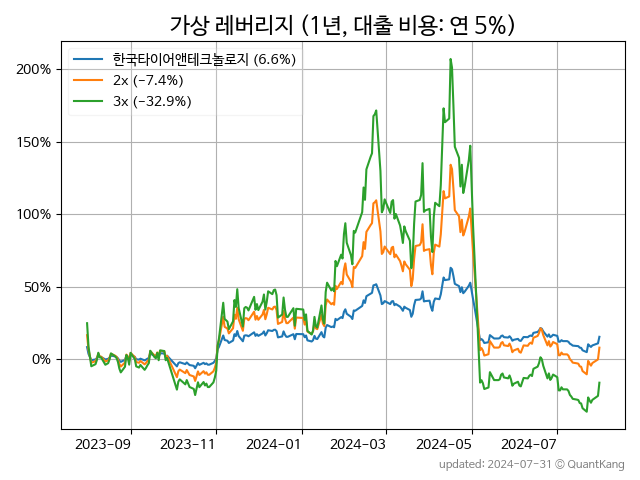 가상 레버리지 (1년, 대출 비용: 연 5%)
한국타이어앤테크놀로지 (6.6%)
2x (-7.4%)
3x (-32.9%)
200%
150%
100%
50%
0%
2023-09 2023-11 2024-01 2024-03 2024-05 2024-07
updated: 2024-07-31 © QuantKang